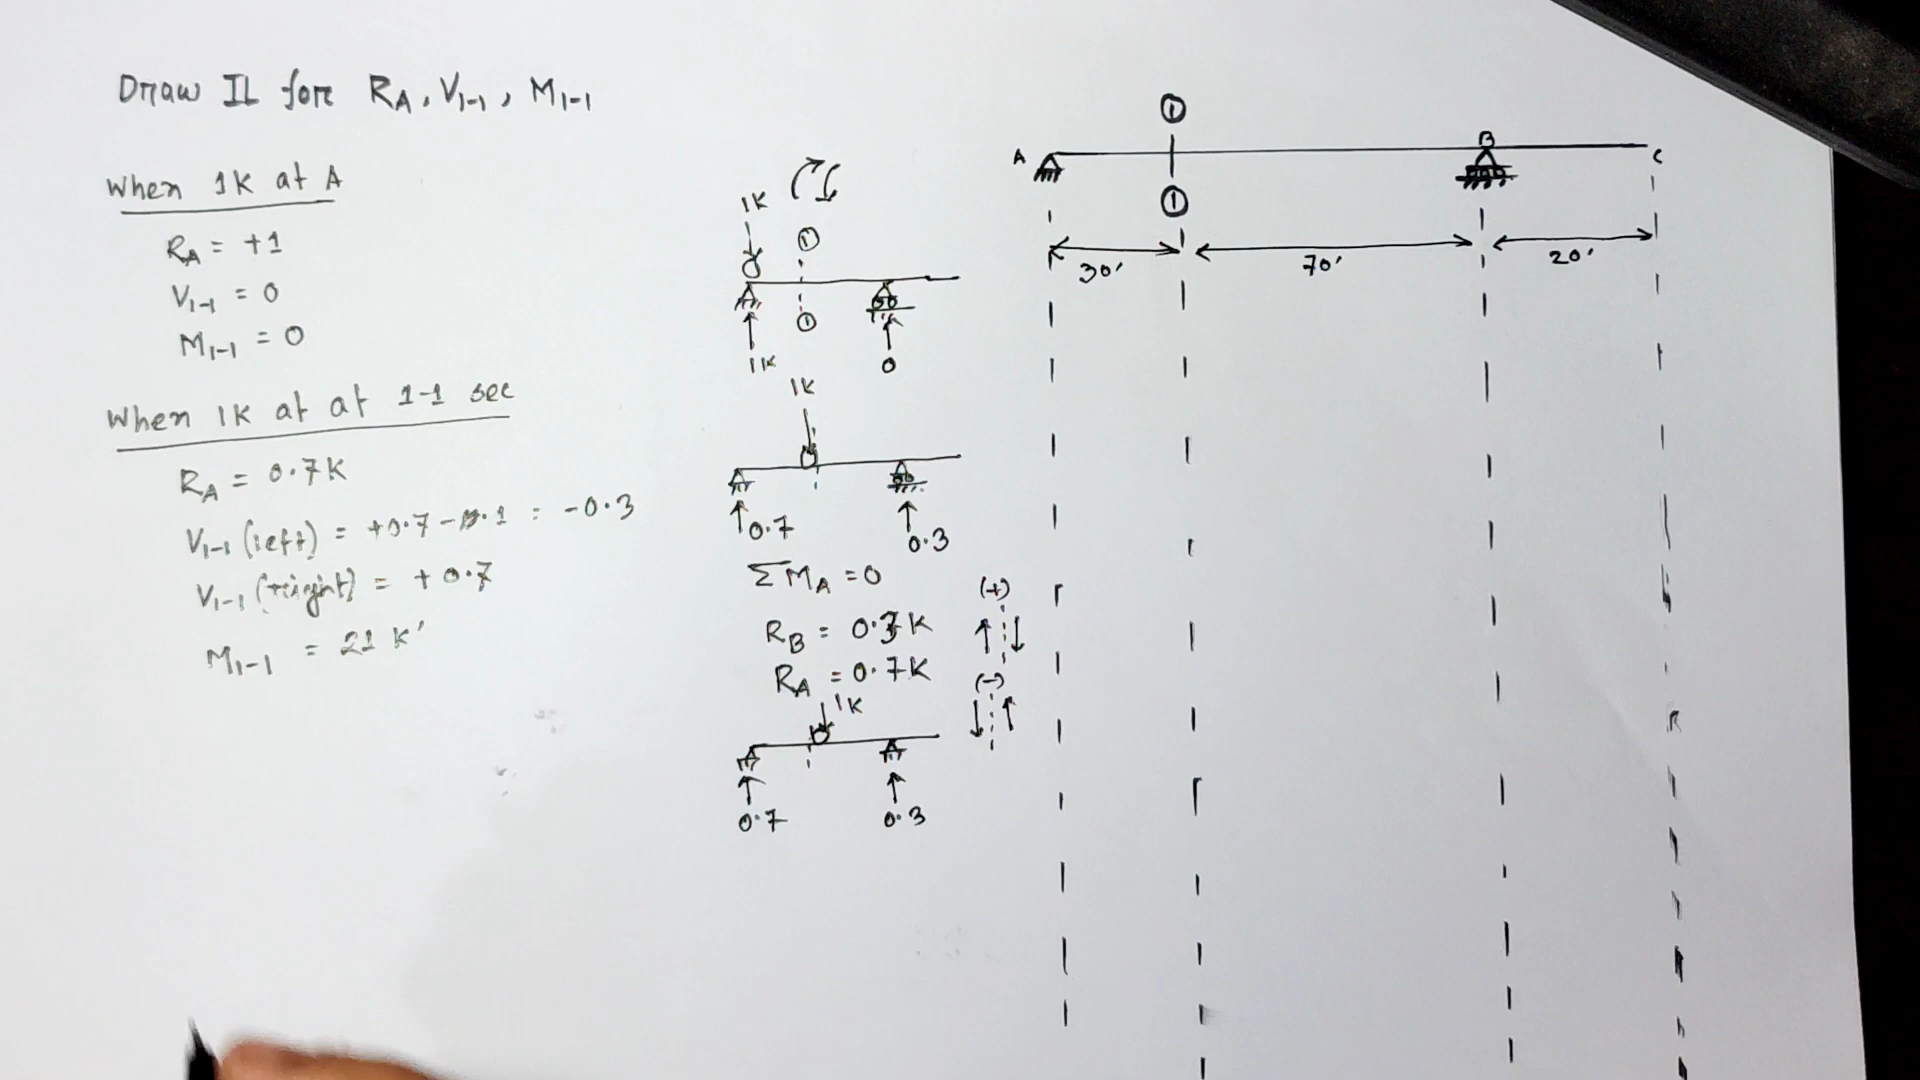 Draw IL for RA, V1-1, M1-1
When 1K at A
RA = +1
V1-1 = 0
M1-1 = 0
When 1K at at 1-1 sec
RA = 0.7K
V1-1 (left) = +0.7 - 0.1 = -0.3
V1-1 (right) = +0.7
M1-1 = 21 K'
1K
1
1
1K
0
1K
0.7
0.3
ΣMA = 0
RB = 0.3K
RA = 0.7K
(+)
(-)
1K
0.7
0.3
1
A
B
C
1
30'
70'
20'